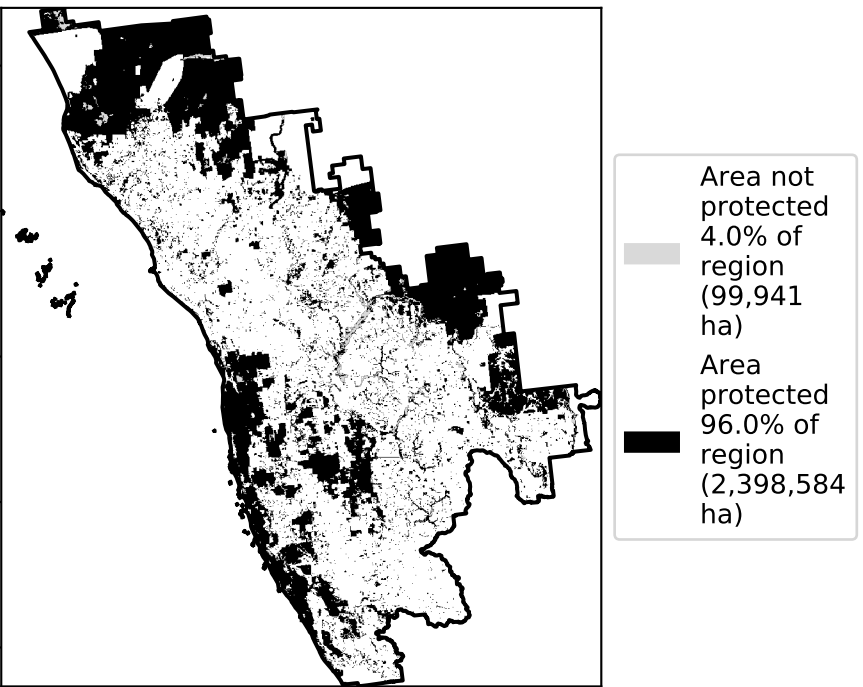 Area not
protected
4.0% of
region
(99,941
ha)
Area
protected
96.0% of
region
(2,398,584
ha)